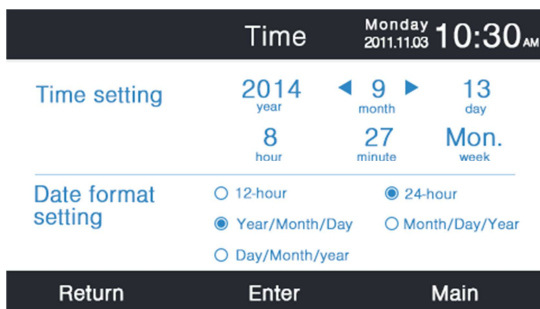 Time
Monday
2011.11.03
10:30 AM
Time setting
2014 9 13
year month day
8 27 Mon.
hour minute week
Date format
setting
12-hour 24-hour
Year/Month/Day Month/Day/Year
Day/Month/year
Return Enter Main